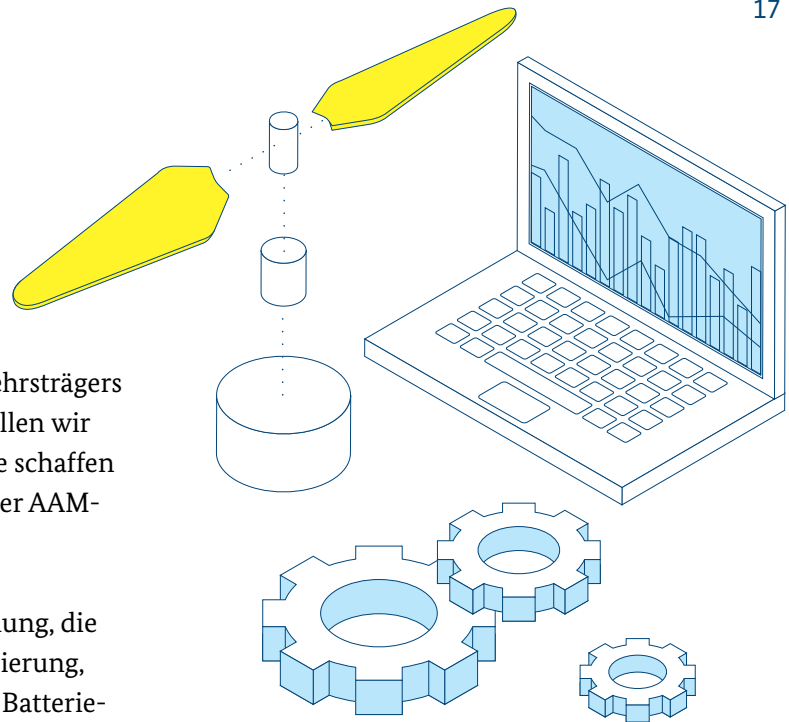 17
ehrsträgers
llen wir
e schaffen
er AAM-
ung, die
ierung,
Batterie-